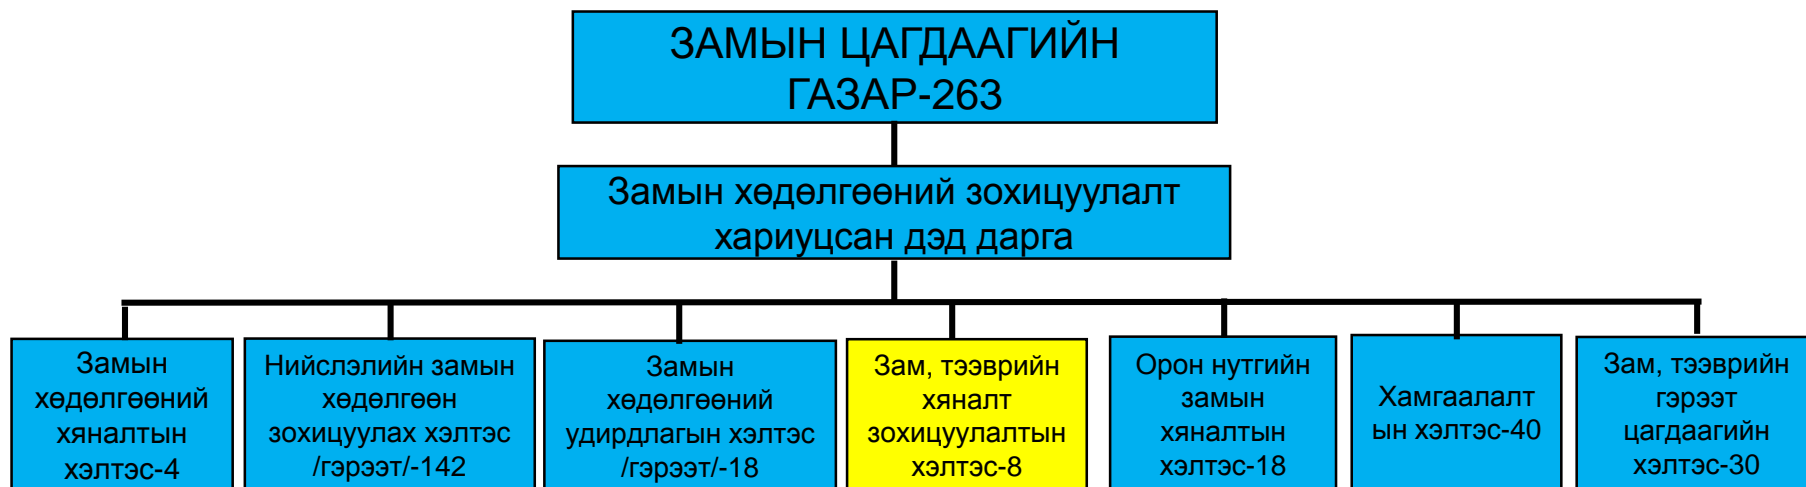 ЗАМЫН ЦАГДААГИЙН
ГАЗАР-263
Замын хөдөлгөөний зохицуулалт
хариуцсан дэд дарга
Замын
хөдөлгөөний
хяналтын
хэлтэс-4
Нийслэлийн замын
хөдөлгөөн
зохицуулах хэлтэс
/гэрээт/-142
Замын
хөдөлгөөний
удирдлагын хэлтэс
/гэрээт/-18
Зам, тээврийн
хяналт
зохицуулалтын
хэлтэс-8
Орон нутгийн
замын
хяналтын
хэлтэс-18
Хамгаалалт
ын хэлтэс-40
Зам, тээврийн
гэрээт
цагдаагийн
хэлтэс-30